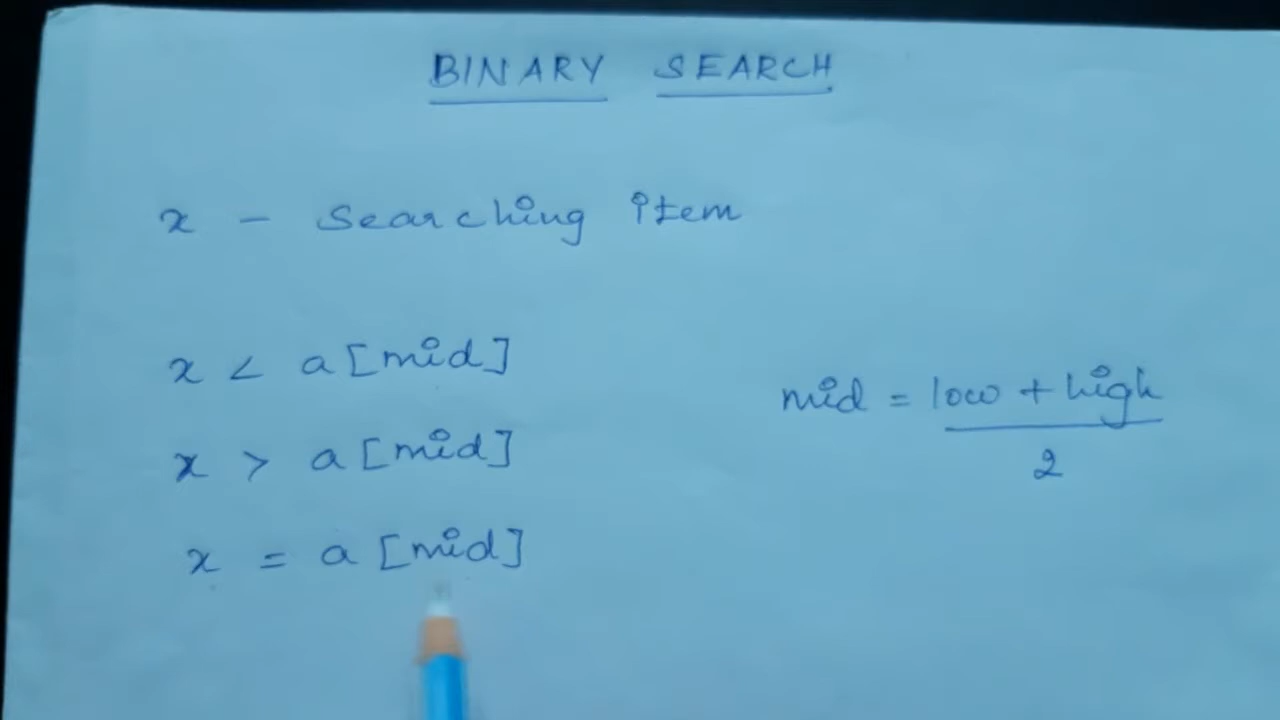 BINARY SEARCH
x - Searching item
x < a[mid]
x > a[mid]
x = a[mid]
mid = low + high
2